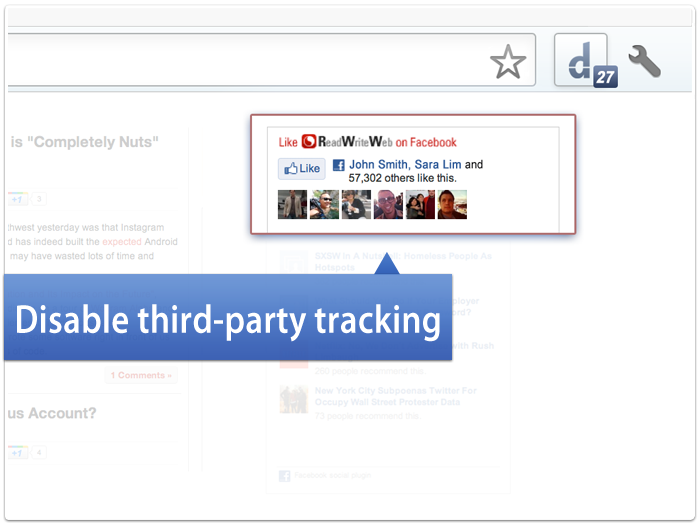 d
27
is "Completely Nuts"
Like ReadWriteWeb on Facebook
Like
John Smith, Sara Lim and
57,302 others like this.
+1
3
thwest yesterday was that Instagram
d has indeed built the expected Android
may have wasted lots of time and
SXSW In A Nutshell: Homeless People As
Hotspots
Disable third-party tracking
ployer
ord?
with Rush
260 people recommend this
1 Comments »
New York City Subpoenas Twitter For
Occupy Wall Street Protester Data
73 people recommend this
us Account?
+1
4
Facebook social plugin